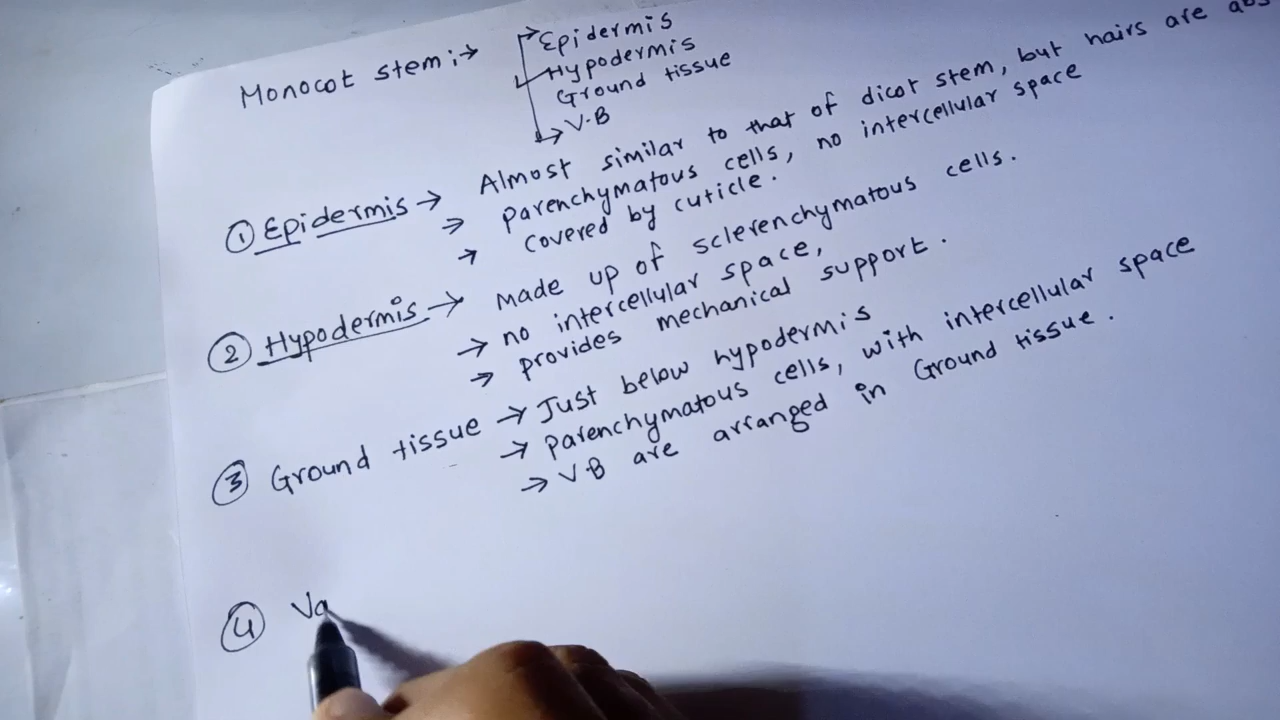 Monocot stem :→ Epidermis
Hypodermis
Ground tissue
→ V.B
① Epidermis → Almost similar to that of dicot stem, but hairs are
→ parenchymatous cells, no intercellular space
→ covered by cuticle.
② Hypodermis → Made up of sclerenchymatous cells.
→ no intercellular space,
→ provides mechanical support.
③ Ground tissue → Just below hypodermis
→ parenchymatous cells, with intercellular space
→ V.B are arranged in Ground tissue.
④ Va